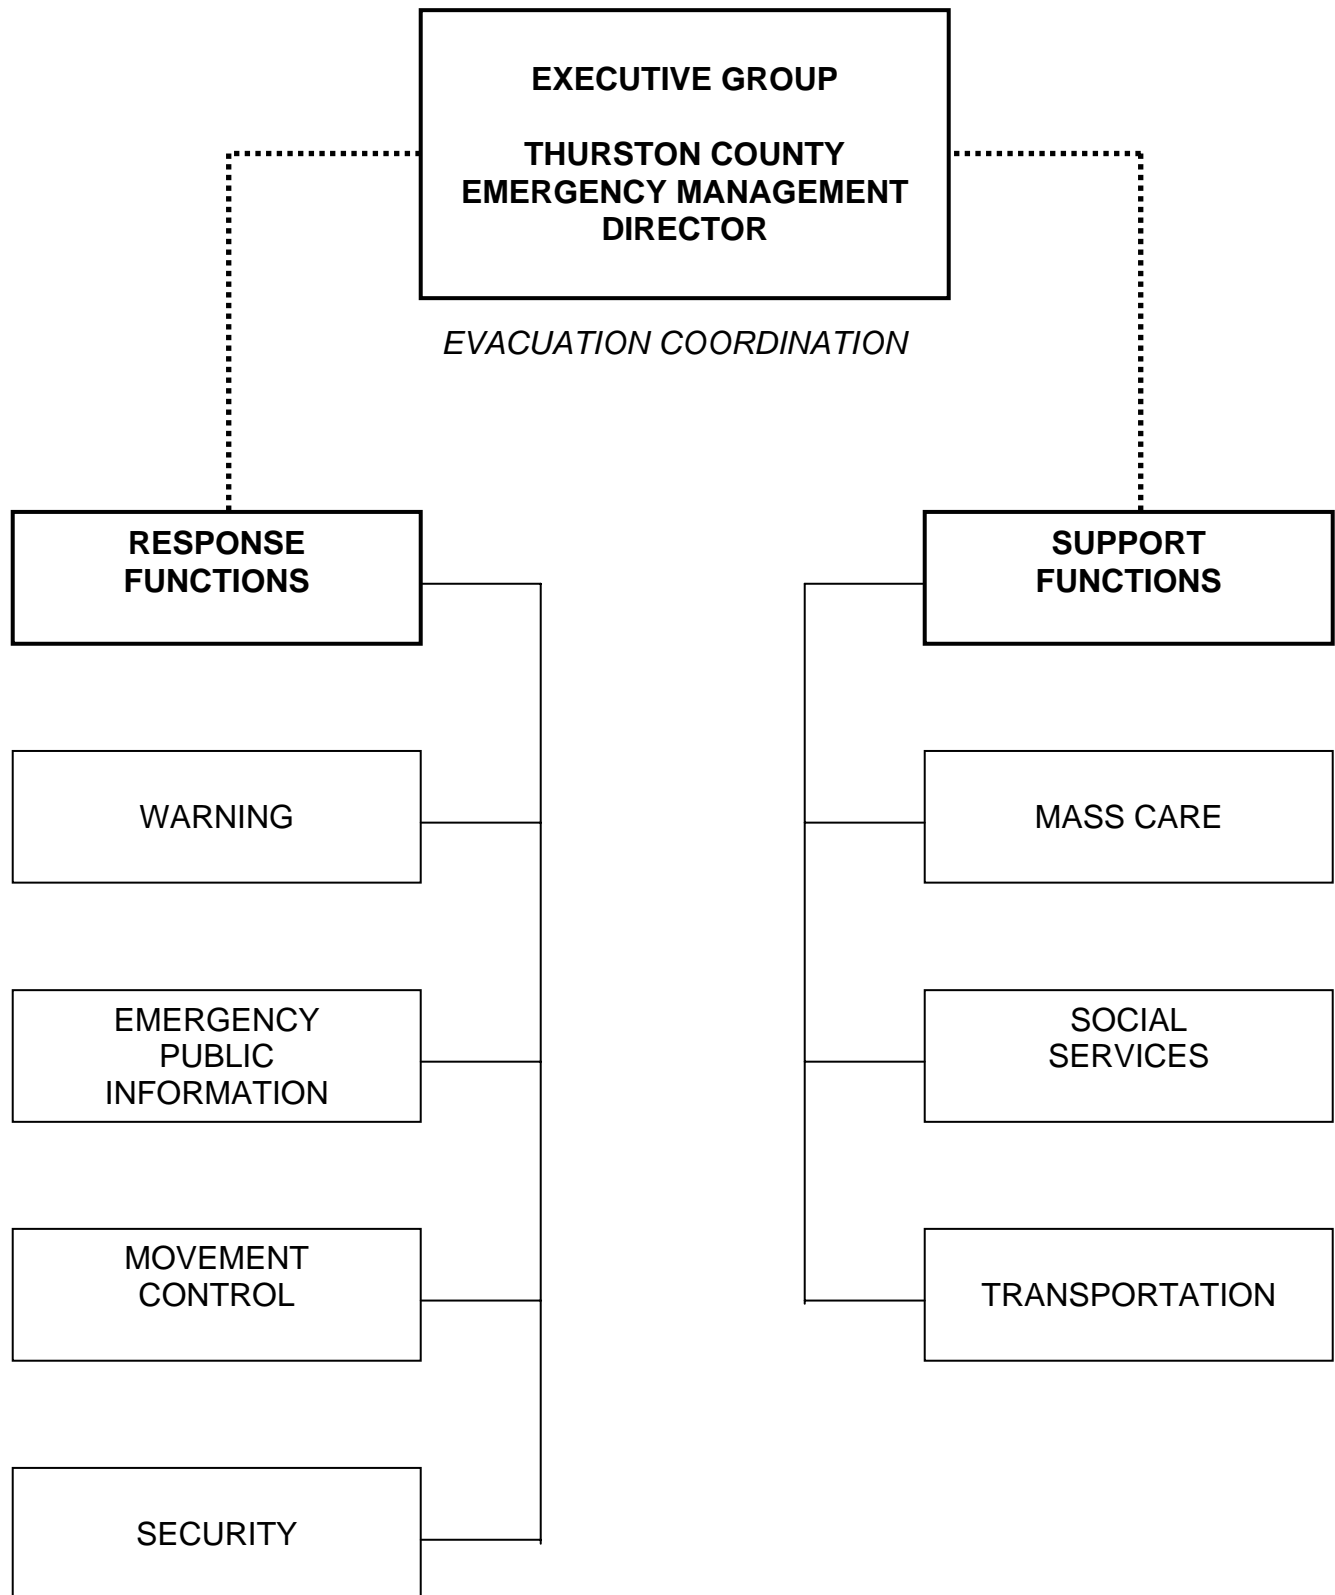 EXECUTIVE GROUP
THURSTON COUNTY
EMERGENCY MANAGEMENT
DIRECTOR
EVACUATION COORDINATION
RESPONSE
FUNCTIONS
SUPPORT
FUNCTIONS
WARNING
MASS CARE
EMERGENCY
PUBLIC
INFORMATION
SOCIAL
SERVICES
MOVEMENT
CONTROL
TRANSPORTATION
SECURITY